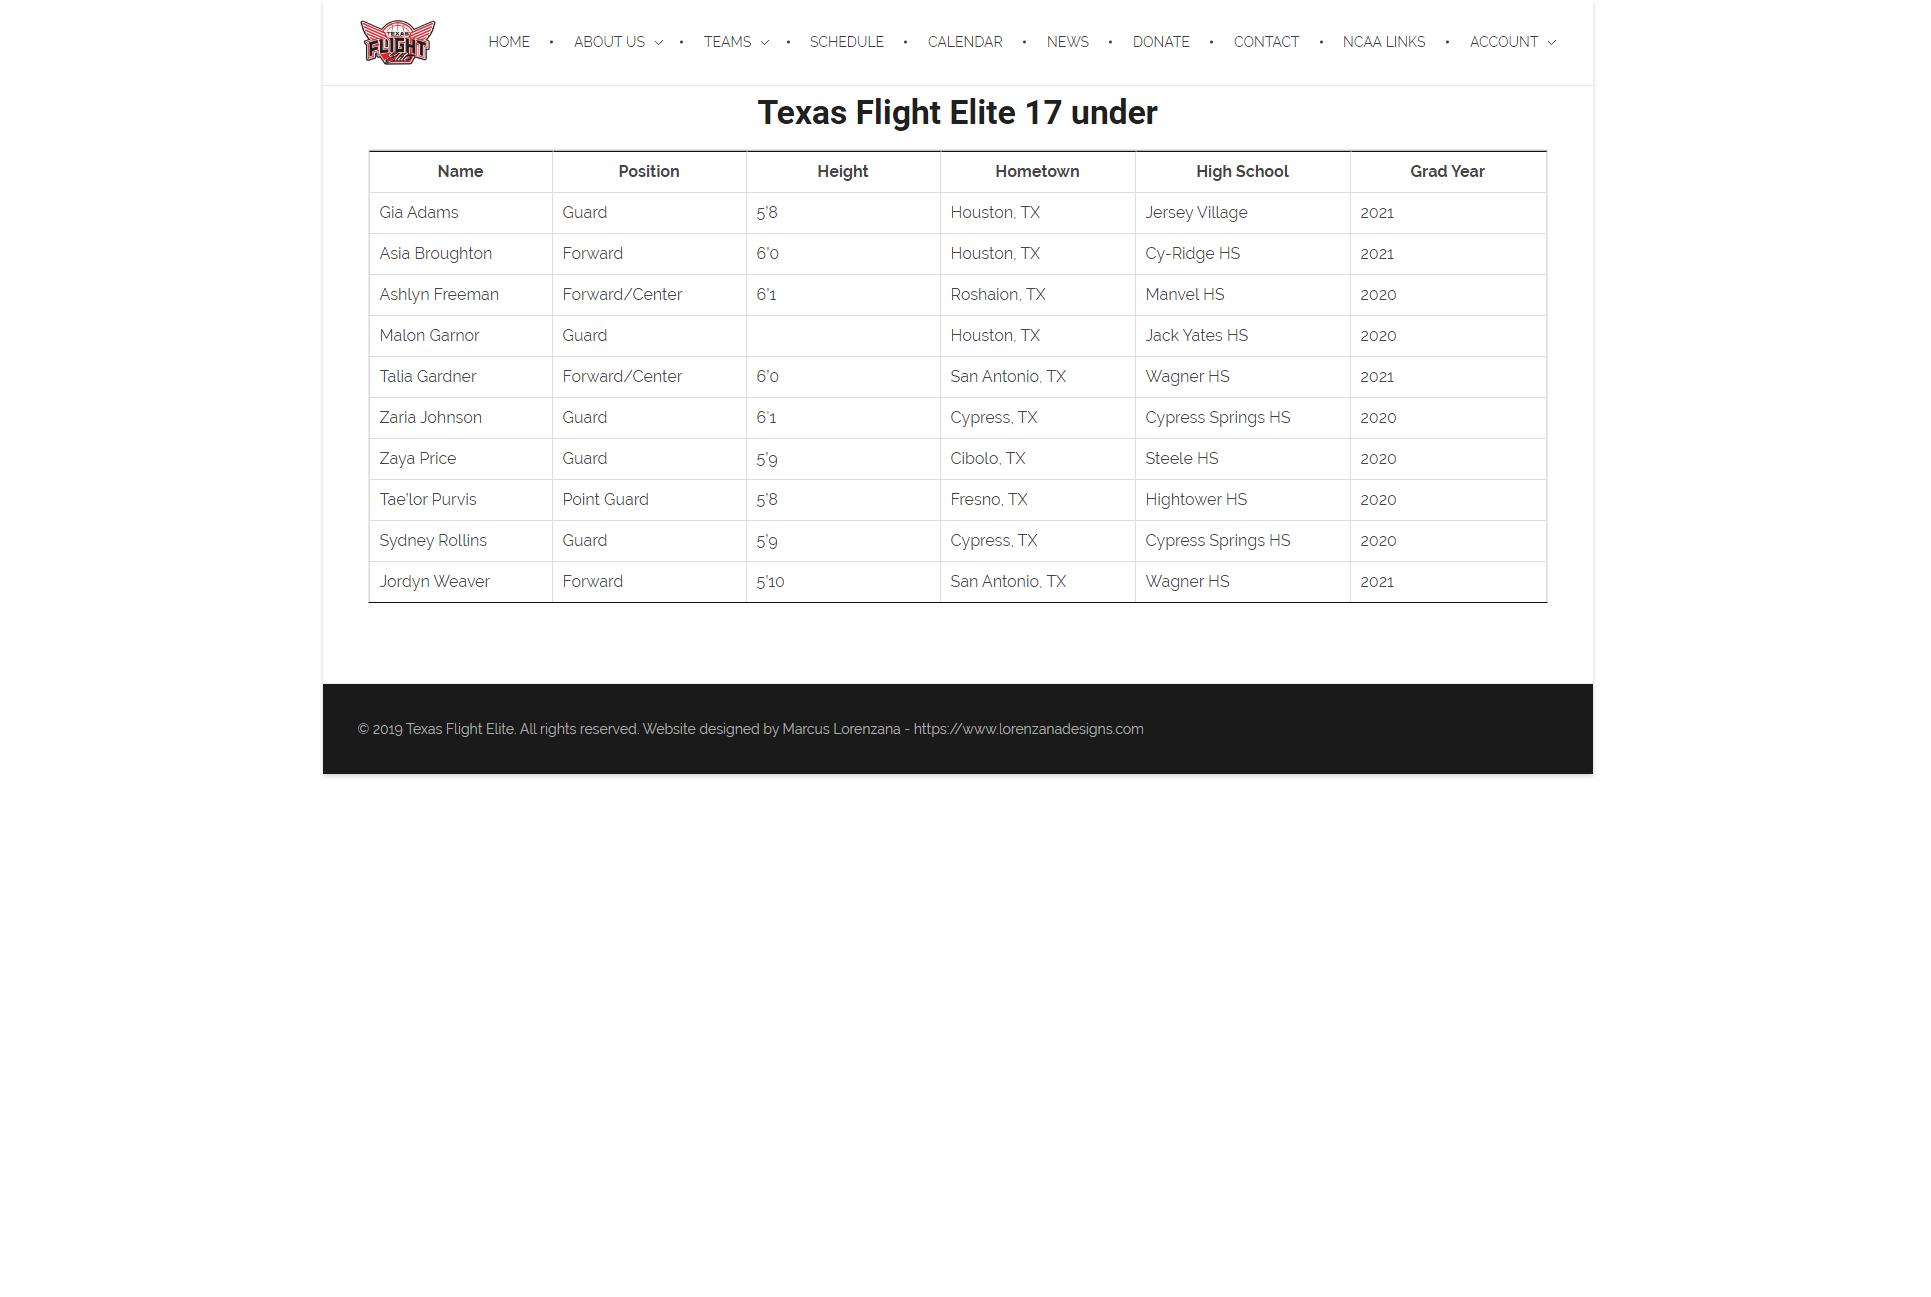 TEXAS
FLIGHT
Elite
HOME • ABOUT US • TEAMS • SCHEDULE • CALENDAR • NEWS • DONATE • CONTACT • NCAA LINKS • ACCOUNT
Texas Flight Elite 17 under
Name Position Height Hometown High School Grad Year
Gia Adams Guard 5'8 Houston, TX Jersey Village 2021
Asia Broughton Forward 6'0 Houston, TX Cy-Ridge HS 2021
Ashlyn Freeman Forward/Center 6'1 Roshaion, TX Manvel HS 2020
Malon Garnor Guard Houston, TX Jack Yates HS 2020
Talia Gardner Forward/Center 6'0 San Antonio, TX Wagner HS 2021
Zaria Johnson Guard 6'1 Cypress, TX Cypress Springs HS 2020
Zaya Price Guard 5'9 Cibolo, TX Steele HS 2020
Tae'lor Purvis Point Guard 5'8 Fresno, TX Hightower HS 2020
Sydney Rollins Guard 5'9 Cypress, TX Cypress Springs HS 2020
Jordyn Weaver Forward 5'10 San Antonio, TX Wagner HS 2021
© 2019 Texas Flight Elite. All rights reserved. Website designed by Marcus Lorenzana - https://www.lorenzanadesigns.com